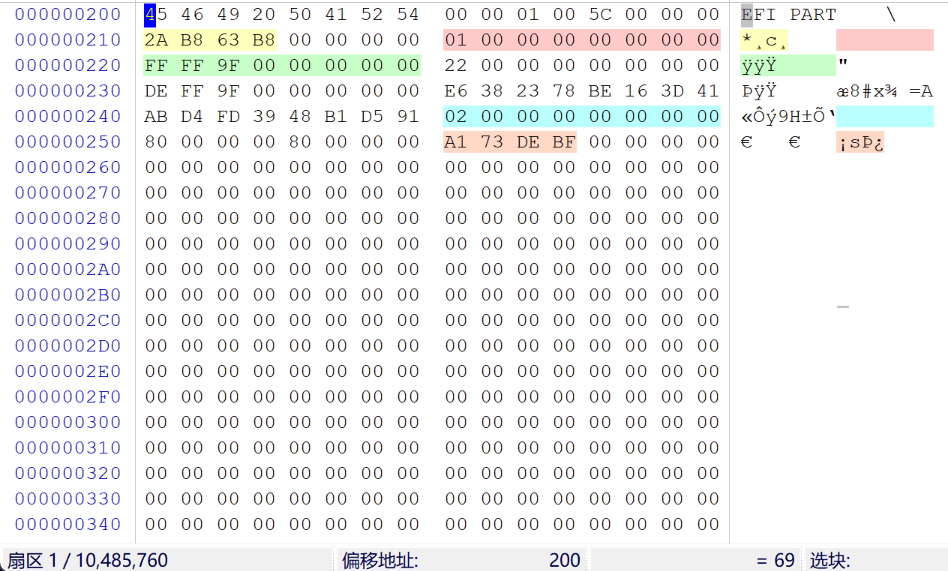 000000200 45 46 49 20 50 41 52 54 00 00 01 00 5C 00 00 00 EFI PART \
000000210 2A B8 63 B8 00 00 00 00 01 00 00 00 00 00 00 00 *¸c¸
000000220 FF FF 9F 00 00 00 00 00 22 00 00 00 00 00 00 00 ÿÿŸ "
000000230 DE FF 9F 00 00 00 00 00 E6 38 23 78 BE 16 3D 41 ÞÿŸ æ8#x¾ =A
000000240 AB D4 FD 39 48 B1 D5 91 02 00 00 00 00 00 00 00 «Ôý9H±Õ‘
000000250 80 00 00 00 80 00 00 00 A1 73 DE BF 00 00 00 00 € € ¡sÞ¿
000000260 00 00 00 00 00 00 00 00 00 00 00 00 00 00 00 00
000000270 00 00 00 00 00 00 00 00 00 00 00 00 00 00 00 00
000000280 00 00 00 00 00 00 00 00 00 00 00 00 00 00 00 00
000000290 00 00 00 00 00 00 00 00 00 00 00 00 00 00 00 00
0000002A0 00 00 00 00 00 00 00 00 00 00 00 00 00 00 00 00
0000002B0 00 00 00 00 00 00 00 00 00 00 00 00 00 00 00 00
0000002C0 00 00 00 00 00 00 00 00 00 00 00 00 00 00 00 00
0000002D0 00 00 00 00 00 00 00 00 00 00 00 00 00 00 00 00
0000002E0 00 00 00 00 00 00 00 00 00 00 00 00 00 00 00 00
0000002F0 00 00 00 00 00 00 00 00 00 00 00 00 00 00 00 00
000000300 00 00 00 00 00 00 00 00 00 00 00 00 00 00 00 00
000000310 00 00 00 00 00 00 00 00 00 00 00 00 00 00 00 00
000000320 00 00 00 00 00 00 00 00 00 00 00 00 00 00 00 00
000000330 00 00 00 00 00 00 00 00 00 00 00 00 00 00 00 00
000000340 00 00 00 00 00 00 00 00 00 00 00 00 00 00 00 00
扇区 1 / 10,485,760 偏移地址: 200 = 69 选块: